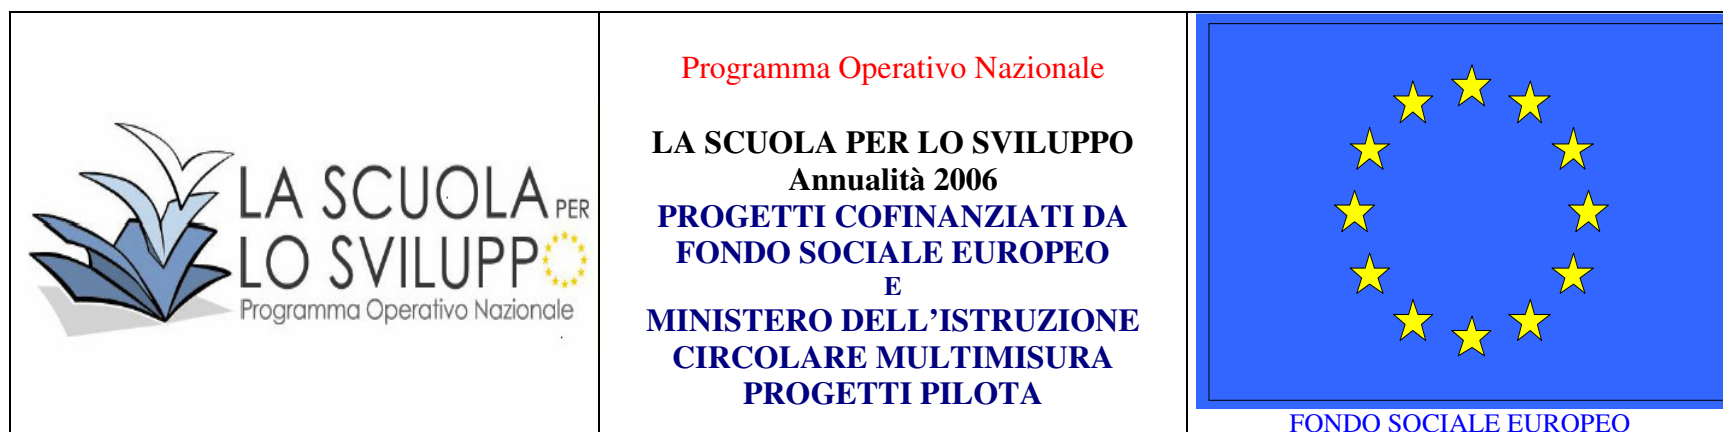 LA SCUOLA PER
LO SVILUPPO
Programma Operativo Nazionale
Programma Operativo Nazionale
LA SCUOLA PER LO SVILUPPO
Annualità 2006
PROGETTI COFINANZIATI DA
FONDO SOCIALE EUROPEO
E
MINISTERO DELL’ISTRUZIONE
CIRCOLARE MULTIMISURA
PROGETTI PILOTA
FONDO SOCIALE EUROPEO